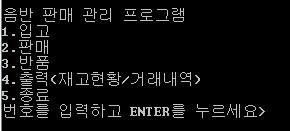 음반 판매 관리 프로그램
1.입고
2.판매
3.반품
4.출력(재고현황/거래내역)
5.종료
번호를 입력하고 ENTER를 누르세요>